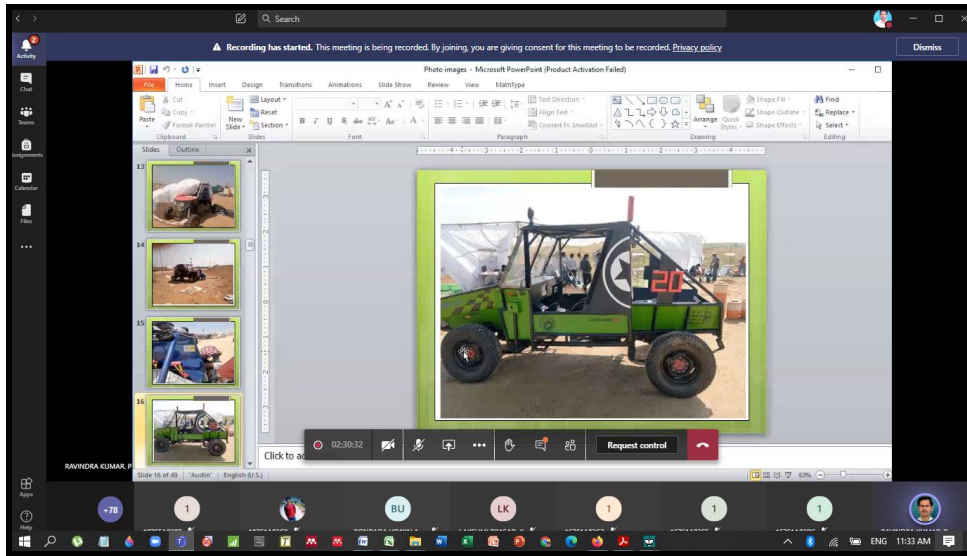 Search
Recording has started. This meeting is being recorded. By joining, you are giving consent for this meeting to be recorded. Privacy policy
Dismiss
2
Activity
Chat
Teams
Assignments
Calendar
Files
Apps
Help
Photo images - Microsoft PowerPoint (Product Activation Failed)
File Home Insert Design Transitions Animations Slide Show Review View MathType
Paste
Cut
Copy
Format Painter
Clipboard
New Slide
Layout
Reset
Section
Slides
Font
Text Direction
Align Text
Convert to SmartArt
Paragraph
Arrange
Quick Styles
Shape Fill
Shape Outline
Shape Effects
Drawing
Find
Replace
Select
Editing
Slides Outline
13
14
15
16
20
Click to ad
02:30:32
Request control
RAVINDRA KUMAR. P
Slide 16 of 49 "Austin" English (U.S.)
63%
+78
1
BU
LK
1
1
1
ENG 11:33 AM